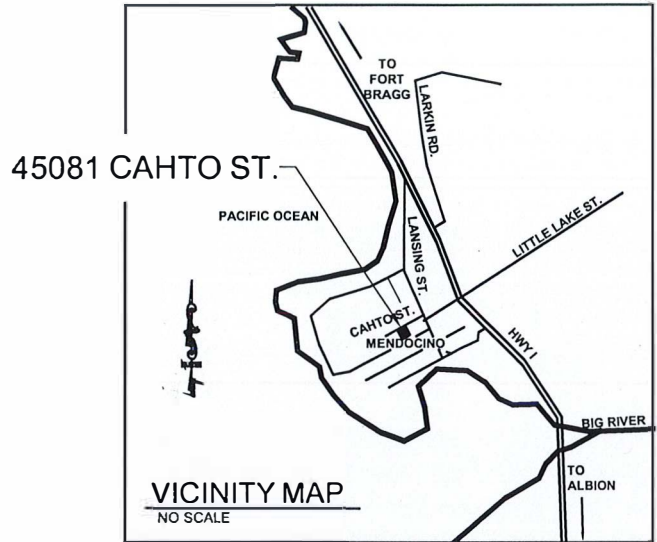 TO
FORT
BRAGG
LARKIN RD.
45081 CAHTO ST.
PACIFIC OCEAN
LANSING ST.
LITTLE LAKE ST.
CAHTO ST.
MENDOCINO
HWY 1
BIG RIVER
TO
ALBION
VICINITY MAP
NO SCALE